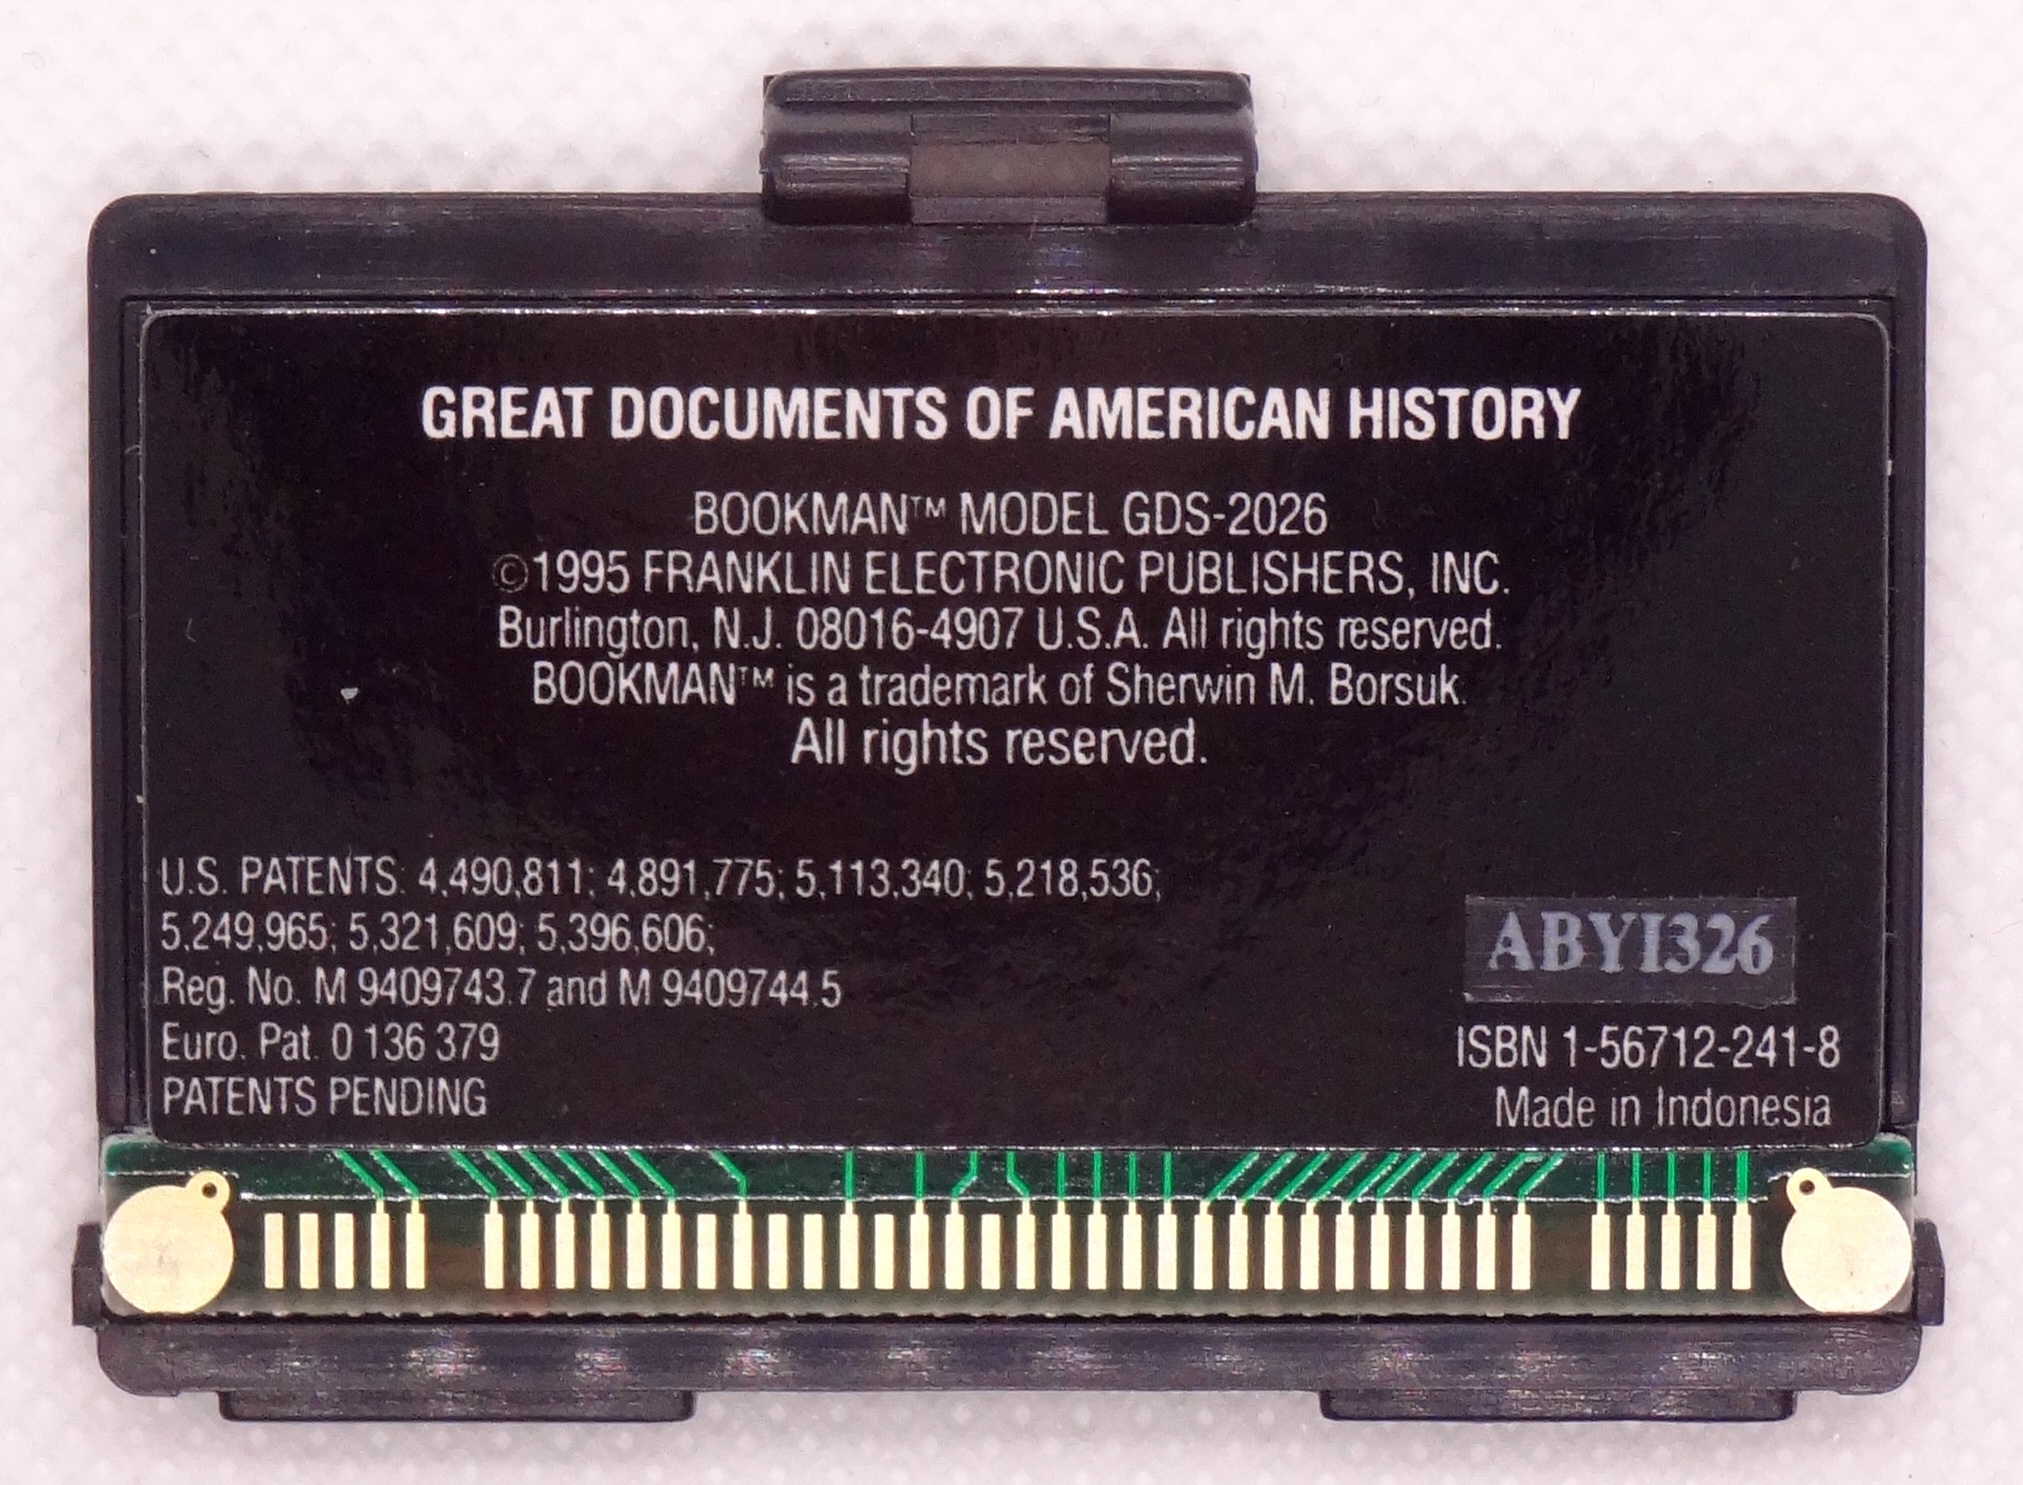 GREAT DOCUMENTS OF AMERICAN HISTORY
BOOKMAN™ MODEL GDS-2026
©1995 FRANKLIN ELECTRONIC PUBLISHERS, INC.
Burlington, N.J. 08016-4907 U.S.A. All rights reserved.
BOOKMAN™ is a trademark of Sherwin M. Borsuk.
All rights reserved.
U.S. PATENTS: 4,490,811; 4,891,775; 5,113,340; 5,218,536;
5,249,965; 5,321,609; 5,396,606;
Reg. No. M 9409743.7 and M 9409744.5
Euro. Pat. 0 136 379
PATENTS PENDING
ABYI326
ISBN 1-56712-241-8
Made in Indonesia